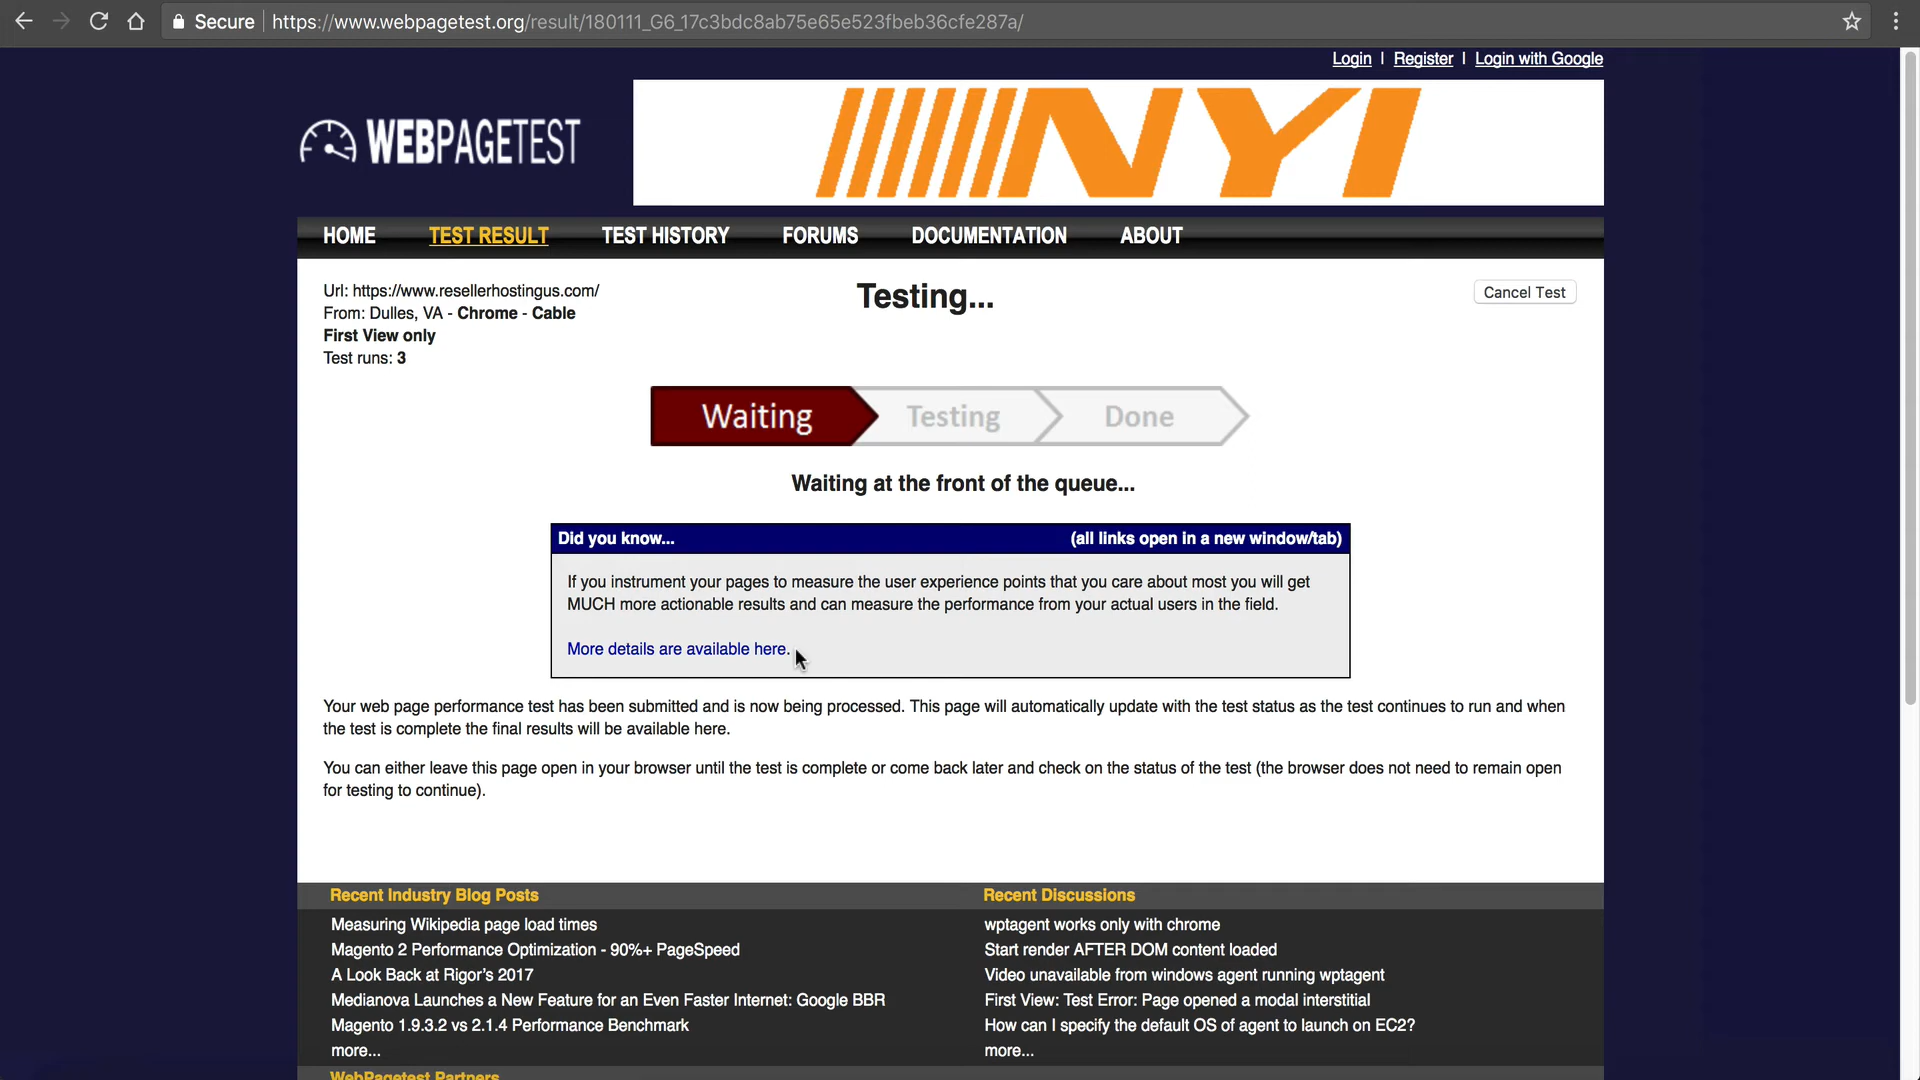 Secure https://www.webpagetest.org/result/180111_G6_17c3bdc8ab75e65e523fbeb36cfe287a/
Login | Register | Login with Google
WEBPAGETEST
NYI
HOME TEST RESULT TEST HISTORY FORUMS DOCUMENTATION ABOUT
Url: https://www.resellerhostingus.com/
From: Dulles, VA - Chrome - Cable
First View only
Test runs: 3
Testing...
Cancel Test
Waiting Testing Done
Waiting at the front of the queue...
Did you know... (all links open in a new window/tab)
If you instrument your pages to measure the user experience points that you care about most you will get
MUCH more actionable results and can measure the performance from your actual users in the field.
More details are available here.
Your web page performance test has been submitted and is now being processed. This page will automatically update with the test status as the test continues to run and when
the test is complete the final results will be available here.
You can either leave this page open in your browser until the test is complete or come back later and check on the status of the test (the browser does not need to remain open
for testing to continue).
Recent Industry Blog Posts
Measuring Wikipedia page load times
Magento 2 Performance Optimization - 90%+ PageSpeed
A Look Back at Rigor's 2017
Medianova Launches a New Feature for an Even Faster Internet: Google BBR
Magento 1.9.3.2 vs 2.1.4 Performance Benchmark
more...
Recent Discussions
wptagent works only with chrome
Start render AFTER DOM content loaded
Video unavailable from windows agent running wptagent
First View: Test Error: Page opened a modal interstitial
How can I specify the default OS of agent to launch on EC2?
more...
WebPagetest Partners